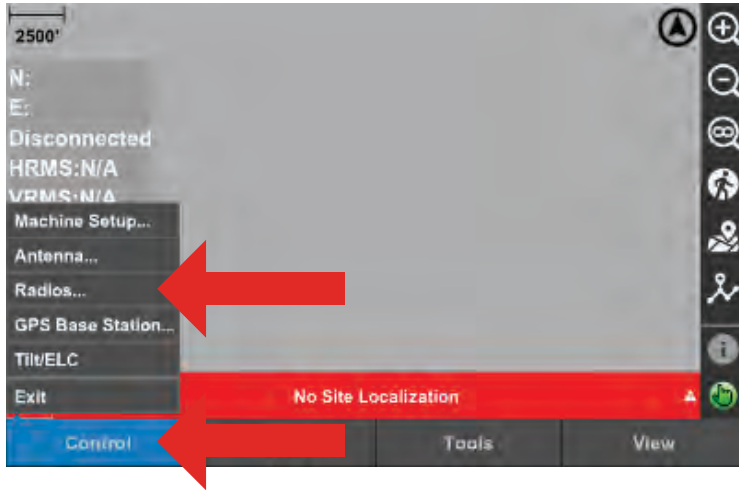 2500'
N:
E:
Disconnected
HRMS:N/A
VRMS:N/A
Machine Setup...
Antenna...
Radios...
GPS Base Station...
Tilt/ELC
Exit
No Site Localization
Control
Tools
View